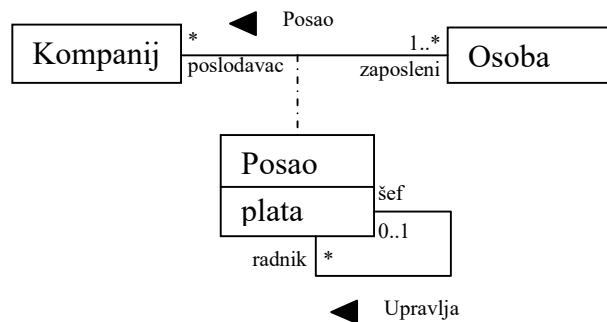 Posao
Kompanij
*
poslodavac
1..*
zaposleni
Osoba
Posao
plata
šef
0..1
radnik
*
Upravlja